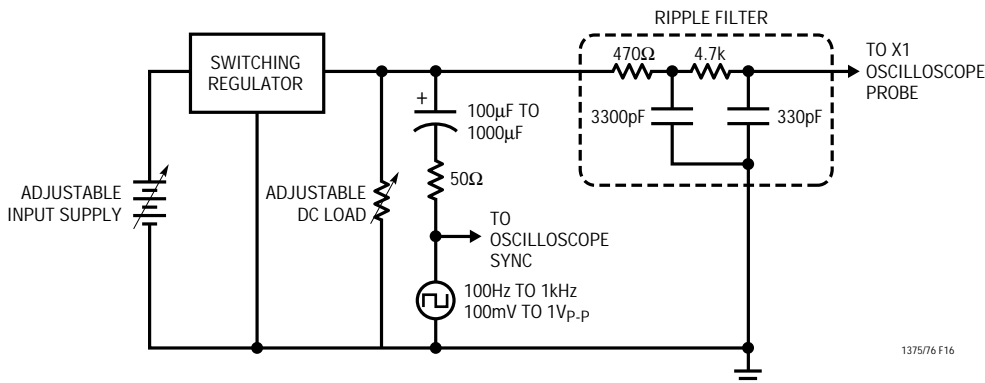 RIPPLE FILTER
SWITCHING
REGULATOR
470Ω
4.7k
TO X1
OSCILLOSCOPE
PROBE
+
100µF TO
1000µF
3300pF
330pF
ADJUSTABLE
INPUT SUPPLY
ADJUSTABLE
DC LOAD
50Ω
TO
OSCILLOSCOPE
SYNC
100Hz TO 1kHz
100mV TO 1VP-P
1375/76 F16